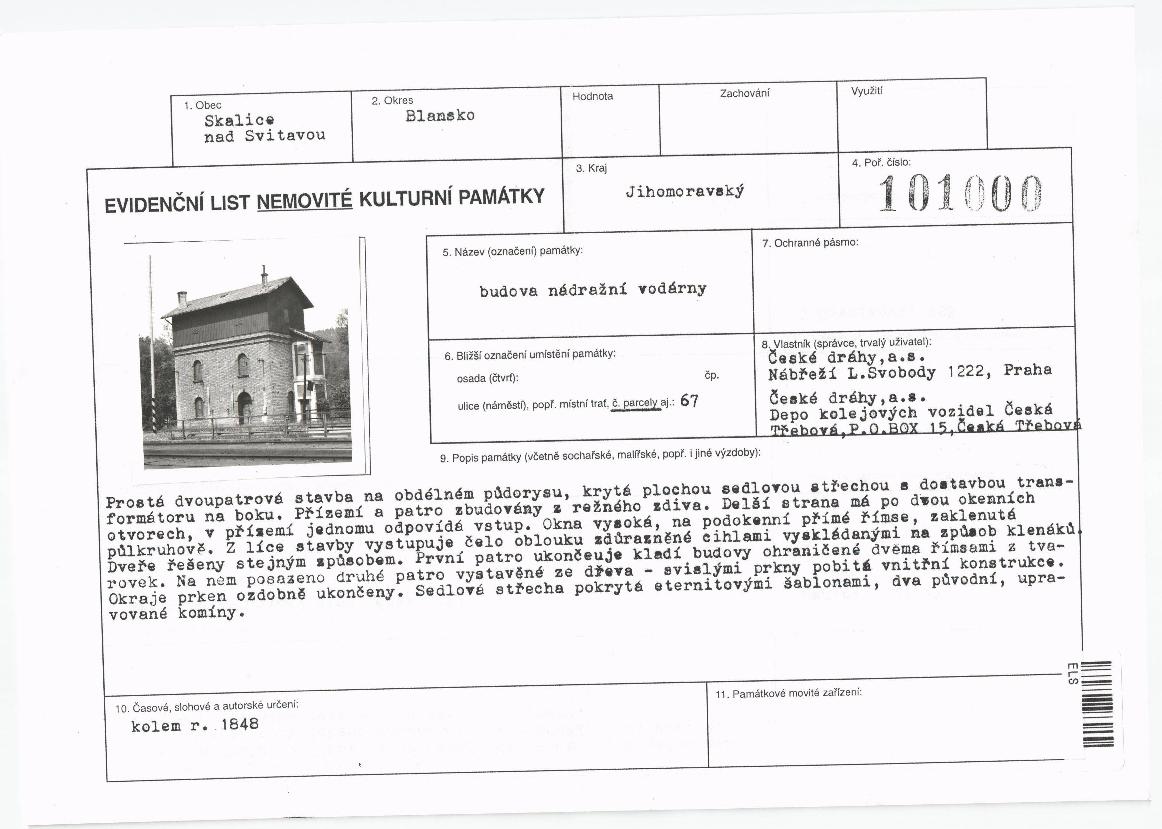 1. Obec
Skalice
nad Svitavou
2. Okres
Blansko
Hodnota
Zachování
Využití
EVIDENČNÍ LIST NEMOVITÉ KULTURNÍ PAMÁTKY
3. Kraj
Jihomoravský
4. Poř. číslo:
101000
5. Název (označení) památky:
budova nádražní vodárny
7. Ochranné pásmo:
6. Bližší označení umístění památky:
osada (čtvrť): čp.
ulice (náměstí), popř. místní trať, č. parcely aj.: 67
8. Vlastník (správce, trvalý uživatel):
České dráhy,a.s.
Nábřeží L.Svobody 1222, Praha
České dráhy,a.s.
Depo kolejových vozidel Česká
Třebová,P.O.BOX 15,Česká Třebová
9. Popis památky (včetně sochařské, malířské, popř. i jiné výzdoby):
Prostá dvoupatrová stavba na obdélném půdorysu, krytá plochou sedlovou střechou s dostavbou trans-
formátoru na boku. Přízemí a patro zbudovány z režného zdiva. Delší strana má po dvou okenních
otvorech, v přízemí jednomu odpovídá vstup. Okna vysoká, na podokenní přímé římse, zaklenutá
půlkruhově. Z líce stavby vystupuje čelo oblouku zdůrazněné cihlami vyskládanými na způsob klenáků.
Dveře řešeny stejným způsobem. První patro ukončeuje kladí budovy ohraničené dvěma římsami z tva-
rovek. Na něm posazeno druhé patro vystavěné ze dřeva - svislými prkny pobitá vnitřní konstrukce.
Okraje prken ozdobně ukončeny. Sedlová střecha pokrytá eternitovými šablonami, dva původní, upra-
vované komíny.
10. Časové, slohové a autorské určení:
kolem r. 1848
11. Památkové movité zařízení:
ELS